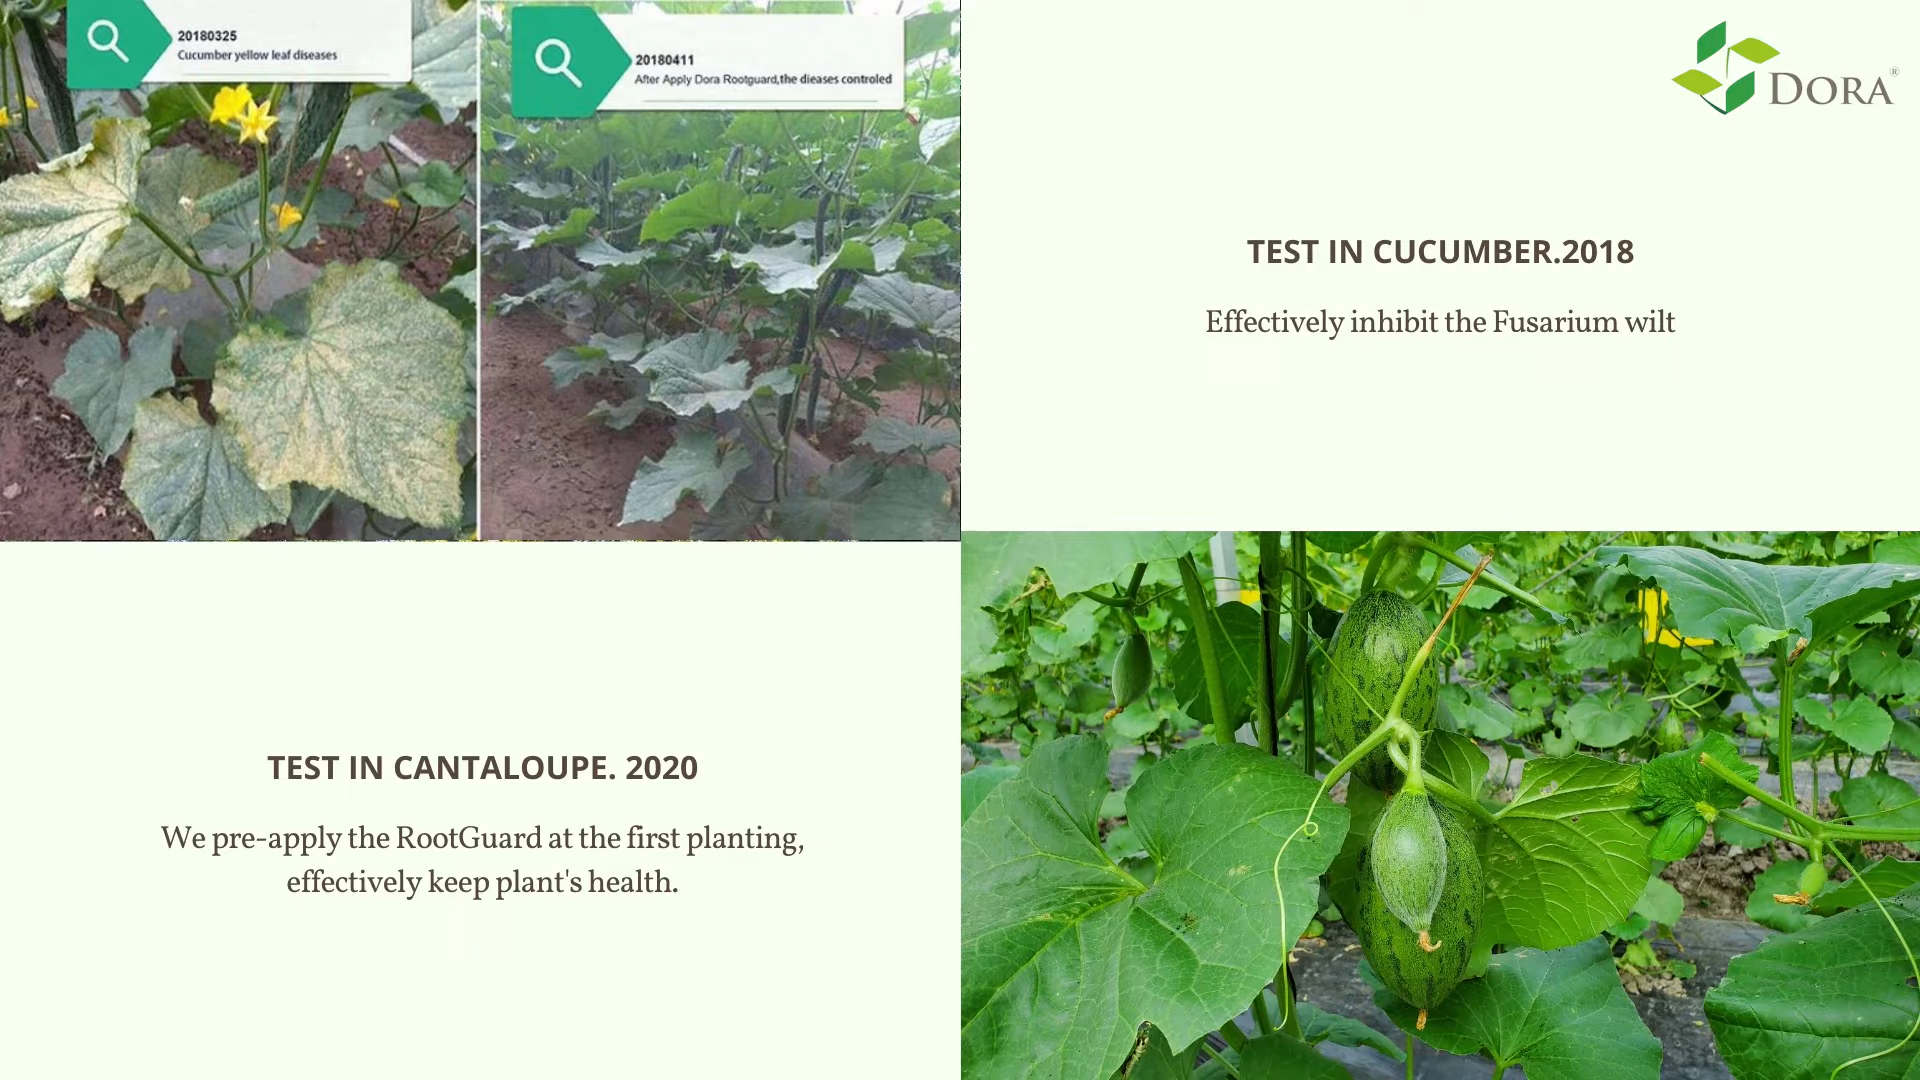 20180325
Cucumber yellow leaf diseases
20180411
After Apply Dora Rootguard,the dieases controled
DORA®
TEST IN CUCUMBER.2018
Effectively inhibit the Fusarium wilt
TEST IN CANTALOUPE. 2020
We pre-apply the RootGuard at the first planting,
effectively keep plant's health.